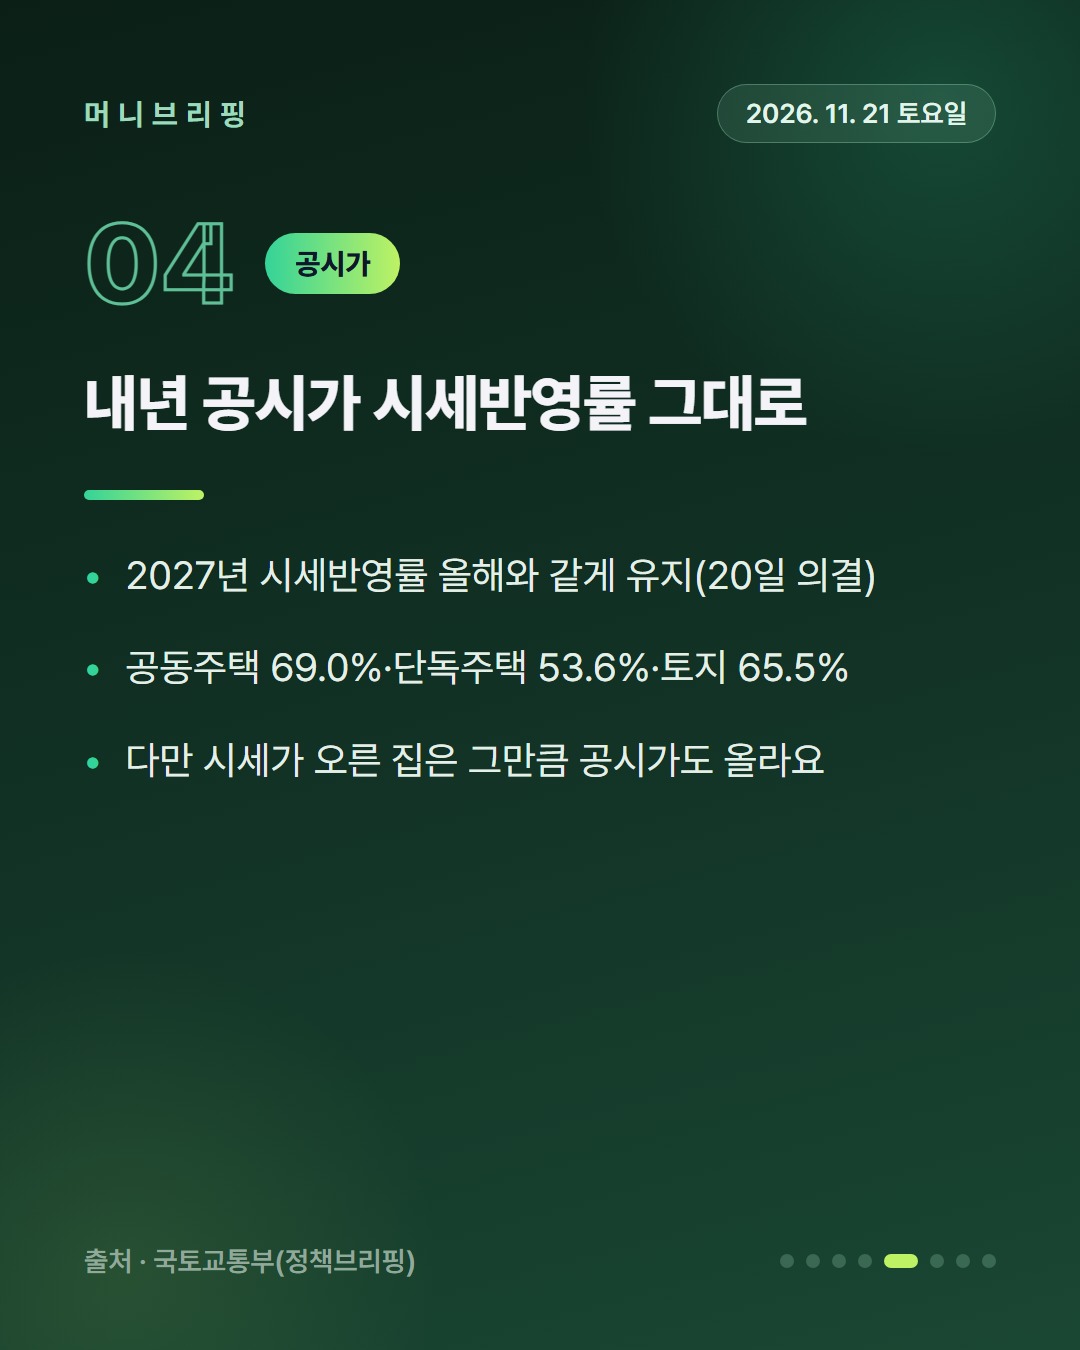 머니브리핑
2026. 11. 21 토요일
04
공시가
내년 공시가 시세반영률 그대로
• 2027년 시세반영률 올해와 같게 유지(20일 의결)
• 공동주택 69.0%·단독주택 53.6%·토지 65.5%
• 다만 시세가 오른 집은 그만큼 공시가도 올라요
출처 · 국토교통부(정책브리핑)